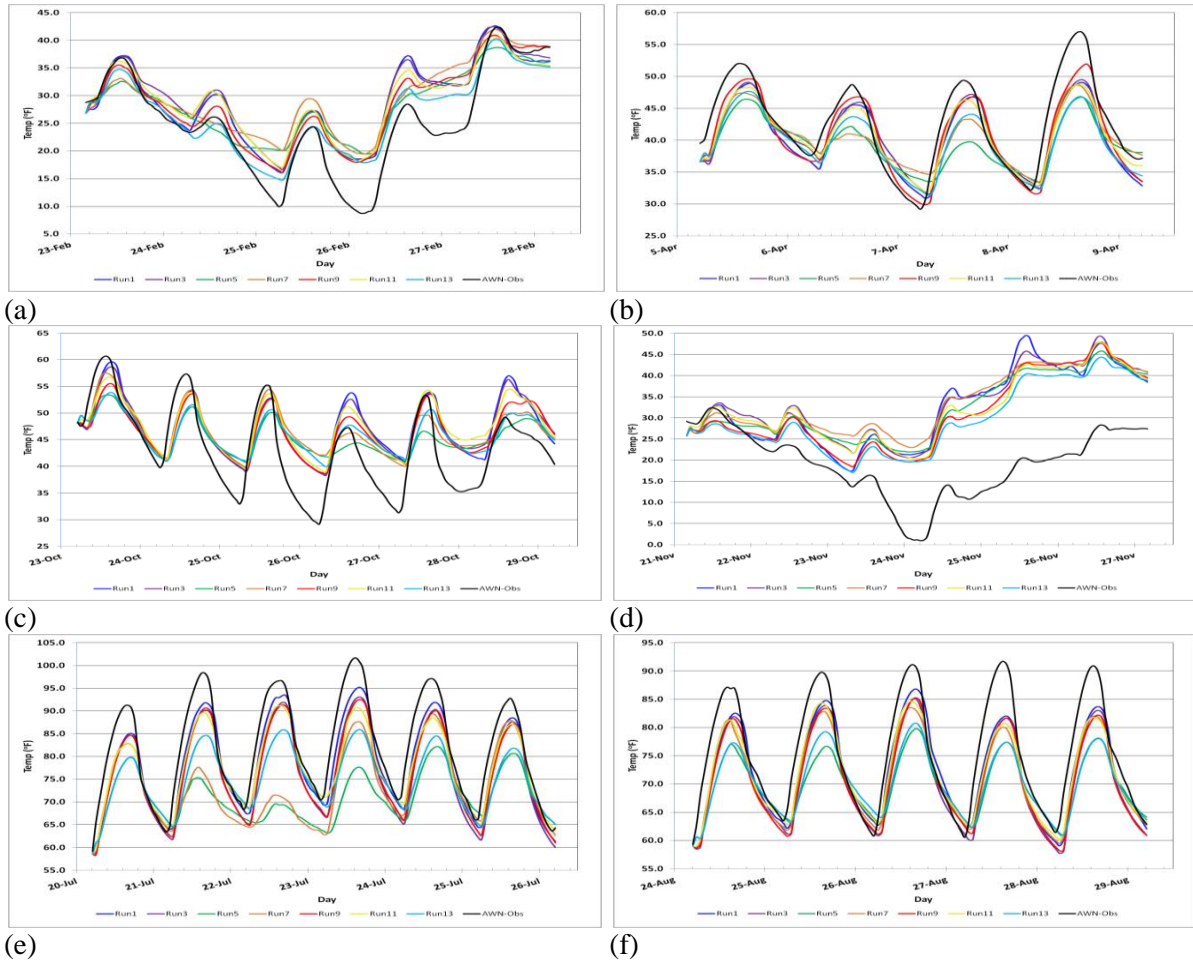 45.0
40.0
35.0
30.0
25.0
20.0
15.0
10.0
5.0
Temp (°F)
23-Feb 24-Feb 25-Feb 26-Feb 27-Feb 28-Feb
Day
Run1 Run3 Run5 Run7 Run9 Run11 Run13 AWN-Obs
(a)
60.0
55.0
50.0
45.0
40.0
35.0
30.0
25.0
Temp (°F)
5-Apr 6-Apr 7-Apr 8-Apr 9-Apr
Day
Run1 Run3 Run5 Run7 Run9 Run11 Run13 AWN-Obs
(b)
65
60
55
50
45
40
35
30
25
Temp (°F)
23-Oct 24-Oct 25-Oct 26-Oct 27-Oct 28-Oct 29-Oct
Day
Run1 Run3 Run5 Run7 Run9 Run11 Run13 AWN-Obs
(c)
50.0
45.0
40.0
35.0
30.0
25.0
20.0
15.0
10.0
5.0
0.0
Temp (°F)
21-Nov 22-Nov 23-Nov 24-Nov 25-Nov 26-Nov 27-Nov
Day
Run1 Run3 Run5 Run7 Run9 Run11 Run13 AWN-Obs
(d)
105.0
100.0
95.0
90.0
85.0
80.0
75.0
70.0
65.0
60.0
55.0
Temp (°F)
20-Jul 21-Jul 22-Jul 23-Jul 24-Jul 25-Jul 26-Jul
Day
Run1 Run3 Run5 Run7 Run9 Run11 Run13 AWN-Obs
(e)
95.0
90.0
85.0
80.0
75.0
70.0
65.0
60.0
55.0
Temp (°F)
24-Aug 25-Aug 26-Aug 27-Aug 28-Aug 29-Aug
Day
Run1 Run3 Run5 Run7 Run9 Run11 Run13 AWN-Obs
(f)